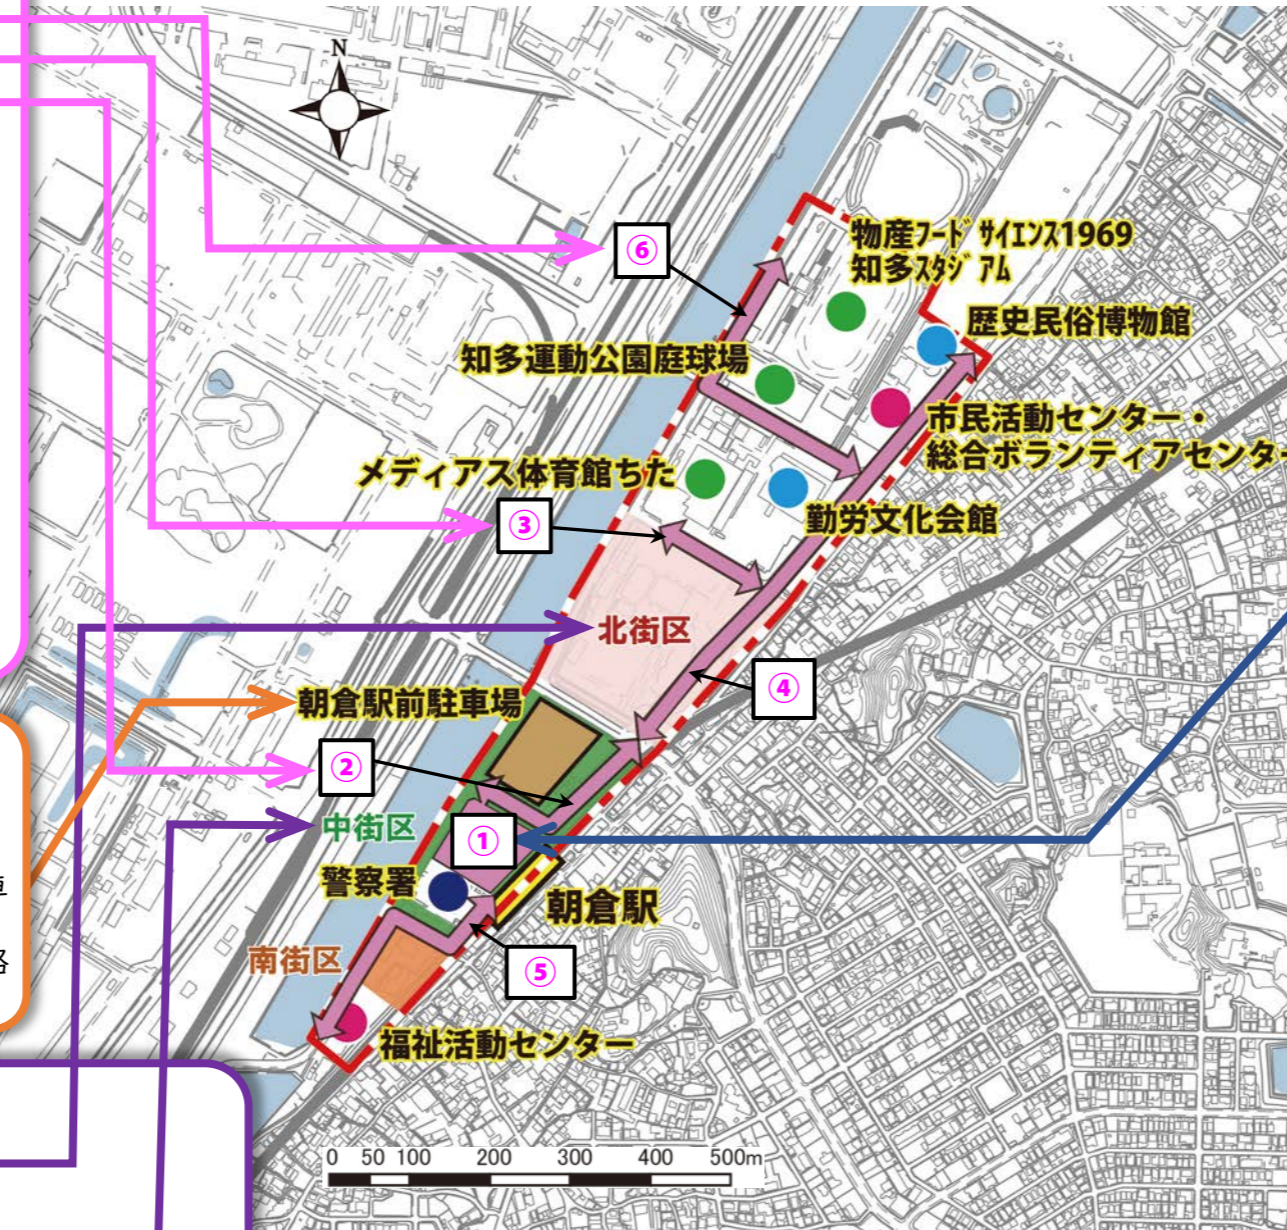 N
⑥
物産フードサイエンス1969
知多スタジアム
歴史民俗博物館
知多運動公園庭球場
市民活動センター・
総合ボランティアセンター
メディアス体育館ちた
③
勤労文化会館
北街区
④
朝倉駅前駐車場
②
中街区
①
警察署
朝倉駅
南街区
⑤
福祉活動センター
0 50 100 200 300 400 500m